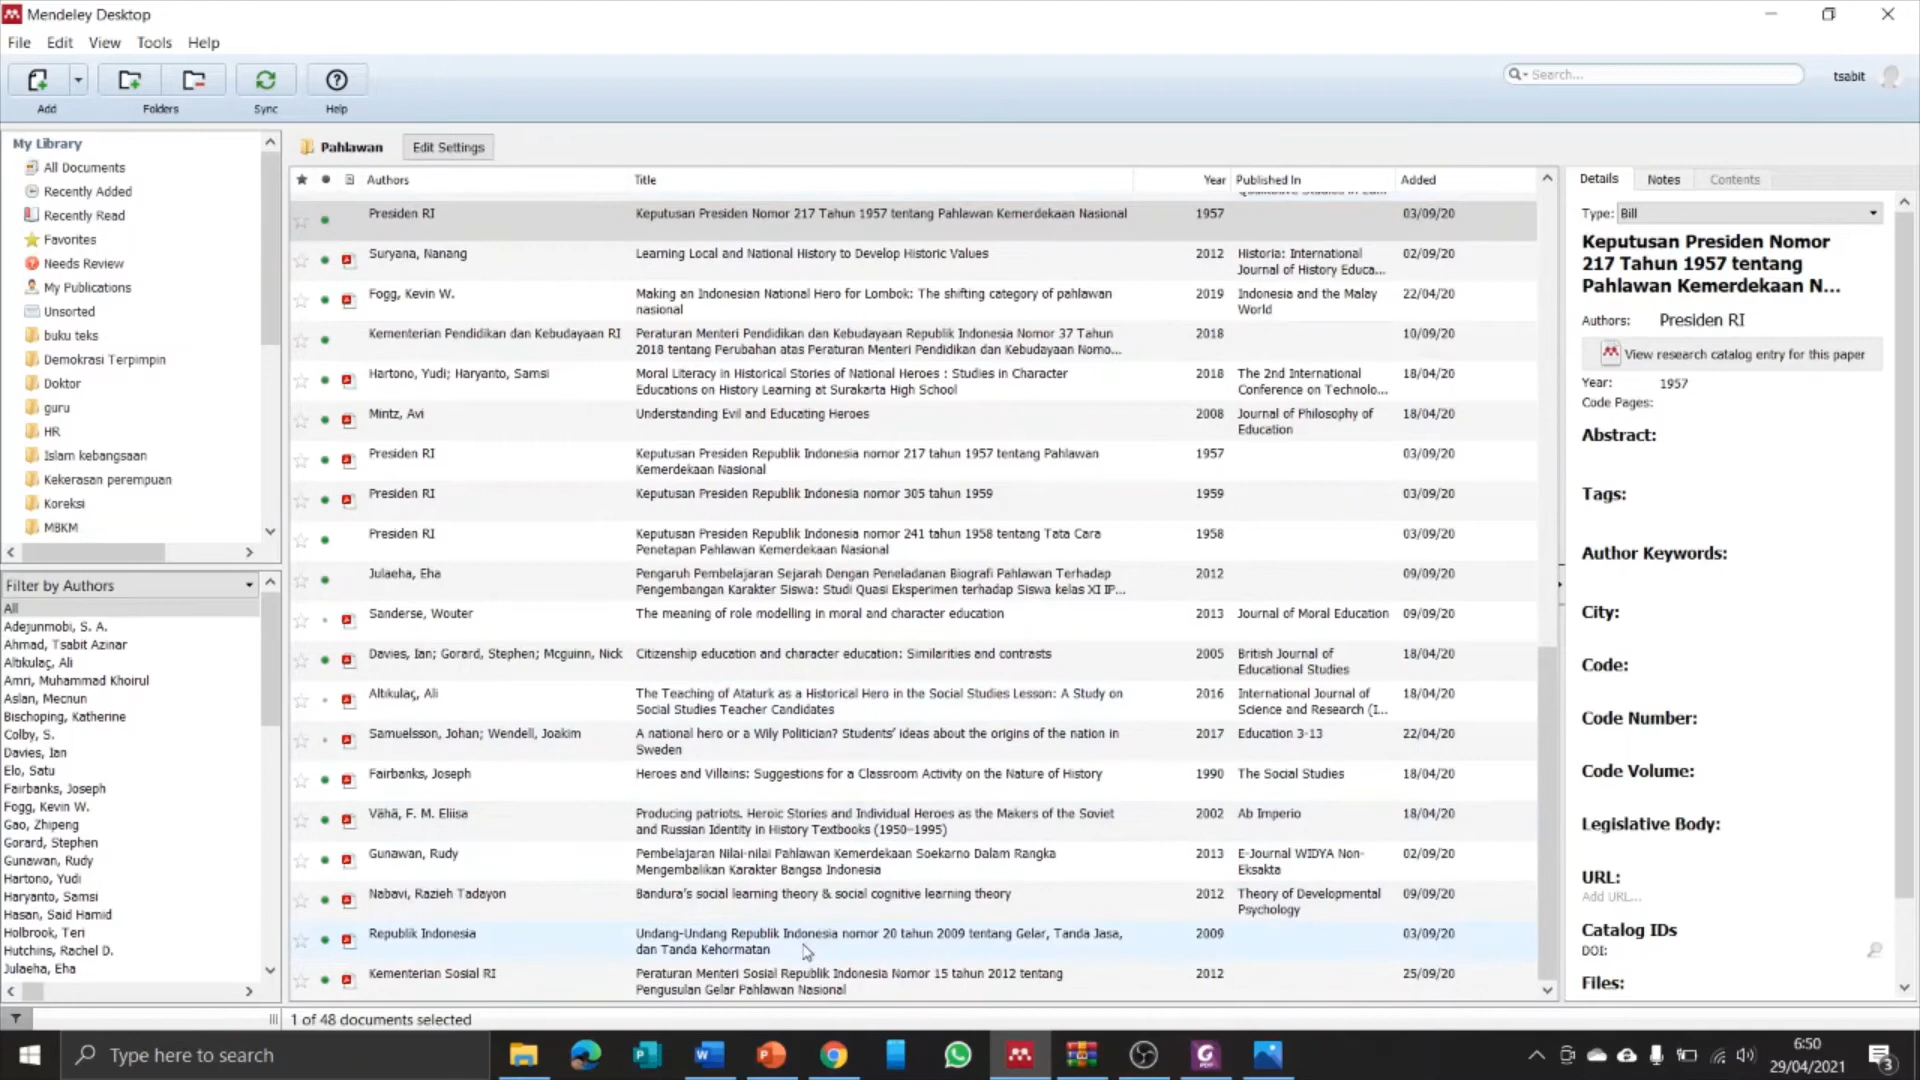 Mendeley Desktop
File Edit View Tools Help
Search...
tsabit
Add Folders Sync Help
My Library
All Documents
Recently Added
Recently Read
Favorites
Needs Review
My Publications
Unsorted
buku teks
Demokrasi Terpimpin
Doktor
guru
HR
Islam kebangsaan
Kekerasan perempuan
Koreksi
MBKM
Filter by Authors
All
Adejunmobi, S. A.
Ahmad, Tsabit Azinar
Altıkulaç, Ali
Amri, Muhammad Khoirul
Aslan, Mecnun
Bischoping, Katherine
Colby, S.
Davies, Ian
Elo, Satu
Fairbanks, Joseph
Fogg, Kevin W.
Gao, Zhipeng
Gorard, Stephen
Gunawan, Rudy
Hartono, Yudi
Haryanto, Samsi
Hasan, Said Hamid
Holbrook, Teri
Hutchins, Rachel D.
Julaeha, Eha
Pahlawan Edit Settings
Authors Title Year Published In Added
Presiden RI Keputusan Presiden Nomor 217 Tahun 1957 tentang Pahlawan Kemerdekaan Nasional 1957 03/09/20
Suryana, Nanang Learning Local and National History to Develop Historic Values 2012 Historia: International 02/09/20
Journal of History Educa...
Fogg, Kevin W. Making an Indonesian National Hero for Lombok: The shifting category of pahlawan 2019 Indonesia and the Malay 22/04/20
nasional World
Kementerian Pendidikan dan Kebudayaan RI Peraturan Menteri Pendidikan dan Kebudayaan Republik Indonesia Nomor 37 Tahun 2018 10/09/20
2018 tentang Perubahan atas Peraturan Menteri Pendidikan dan Kebudayaan Nomo...
Hartono, Yudi; Haryanto, Samsi Moral Literacy in Historical Stories of National Heroes : Studies in Character 2018 The 2nd International 18/04/20
Educations on History Learning at Surakarta High School Conference on Technolo...
Mintz, Avi Understanding Evil and Educating Heroes 2008 Journal of Philosophy of 18/04/20
Education
Presiden RI Keputusan Presiden Republik Indonesia nomor 217 tahun 1957 tentang Pahlawan 1957 03/09/20
Kemerdekaan Nasional
Presiden RI Keputusan Presiden Republik Indonesia nomor 305 tahun 1959 1959 03/09/20
Presiden RI Keputusan Presiden Republik Indonesia nomor 241 tahun 1958 tentang Tata Cara 1958 03/09/20
Penetapan Pahlawan Kemerdekaan Nasional
Julaeha, Eha Pengaruh Pembelajaran Sejarah Dengan Peneladanan Biografi Pahlawan Terhadap 2012 09/09/20
Pengembangan Karakter Siswa: Studi Quasi Eksperimen terhadap Siswa kelas XI IP...
Sanderse, Wouter The meaning of role modelling in moral and character education 2013 Journal of Moral Education 09/09/20
Davies, Ian; Gorard, Stephen; Mcguinn, Nick Citizenship education and character education: Similarities and contrasts 2005 British Journal of 18/04/20
Educational Studies
Altıkulaç, Ali The Teaching of Ataturk as a Historical Hero in the Social Studies Lesson: A Study on 2016 International Journal of 18/04/20
Social Studies Teacher Candidates Science and Research (I...
Samuelsson, Johan; Wendell, Joakim A national hero or a Wily Politician? Students' ideas about the origins of the nation in 2017 Education 3-13 22/04/20
Sweden
Fairbanks, Joseph Heroes and Villains: Suggestions for a Classroom Activity on the Nature of History 1990 The Social Studies 18/04/20
Vähä, F. M. Eliisa Producing patriots. Heroic Stories and Individual Heroes as the Makers of the Soviet 2002 Ab Imperio 18/04/20
and Russian Identity in History Textbooks (1950–1995)
Gunawan, Rudy Pembelajaran Nilai-nilai Pahlawan Kemerdekaan Soekarno Dalam Rangka 2013 E-Journal WIDYA Non- 02/09/20
Mengembalikan Karakter Bangsa Indonesia Eksakta
Nabavi, Razieh Tadayon Bandura's social learning theory & social cognitive learning theory 2012 Theory of Developmental 09/09/20
Psychology
Republik Indonesia Undang-Undang Republik Indonesia nomor 20 tahun 2009 tentang Gelar, Tanda Jasa, 2009 03/09/20
dan Tanda Kehormatan
Kementerian Sosial RI Peraturan Menteri Sosial Republik Indonesia Nomor 15 tahun 2012 tentang 2012 25/09/20
Pengusulan Gelar Pahlawan Nasional
1 of 48 documents selected
Details Notes Contents
Type: Bill
Keputusan Presiden Nomor
217 Tahun 1957 tentang
Pahlawan Kemerdekaan N...
Authors: Presiden RI
View research catalog entry for this paper
Year: 1957
Code Pages:
Abstract:
Tags:
Author Keywords:
City:
Code:
Code Number:
Code Volume:
Legislative Body:
URL:
Add URL...
Catalog IDs
DOI:
Files:
Type here to search
6:50
29/04/2021
3